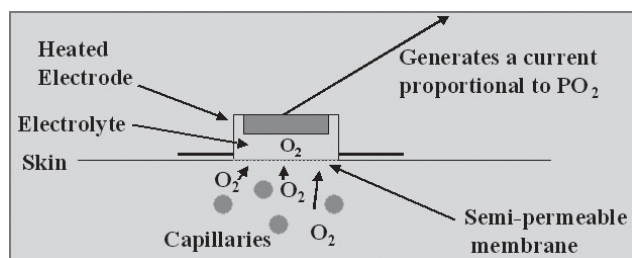 Heated
Electrode
Generates a current
proportional to PO₂
Electrolyte
O₂
Skin
O₂
O₂
O₂
Capillaries
Semi-permeable
membrane